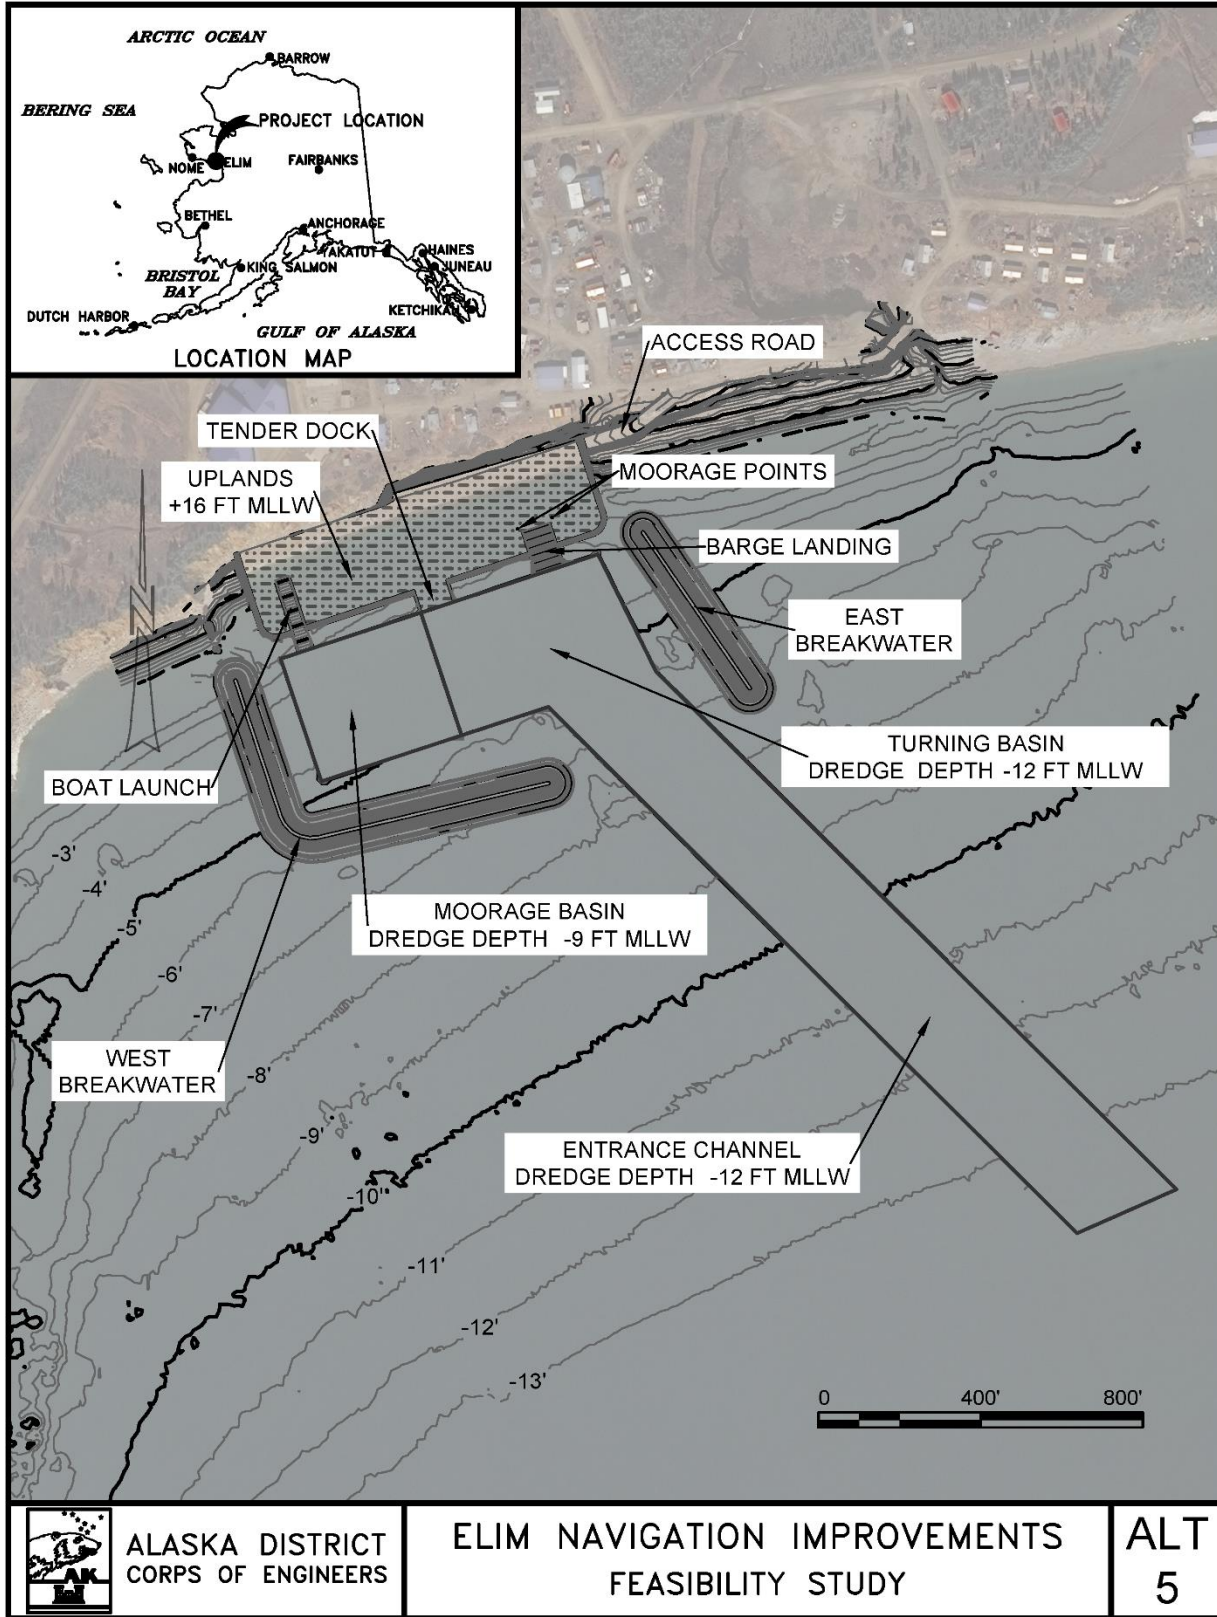 ARCTIC OCEAN
BARROW
BERING SEA
PROJECT LOCATION
NOME
ELIM
FAIRBANKS
BETHEL
ANCHORAGE
YAKATUT
HAINES
JUNEAU
BRISTOL
BAY
KING SALMON
DUTCH HARBOR
KETCHIKAN
GULF OF ALASKA
LOCATION MAP
ACCESS ROAD
TENDER DOCK
UPLANDS
+16 FT MLLW
MOORAGE POINTS
BARGE LANDING
EAST
BREAKWATER
N
TURNING BASIN
DREDGE DEPTH -12 FT MLLW
BOAT LAUNCH
-3'
-4'
-5'
-6'
-7'
-8'
-9'
-10'
-11'
-12'
-13'
MOORAGE BASIN
DREDGE DEPTH -9 FT MLLW
WEST
BREAKWATER
ENTRANCE CHANNEL
DREDGE DEPTH -12 FT MLLW
0 400' 800'
AK
ALASKA DISTRICT
CORPS OF ENGINEERS
ELIM NAVIGATION IMPROVEMENTS
FEASIBILITY STUDY
ALT
5